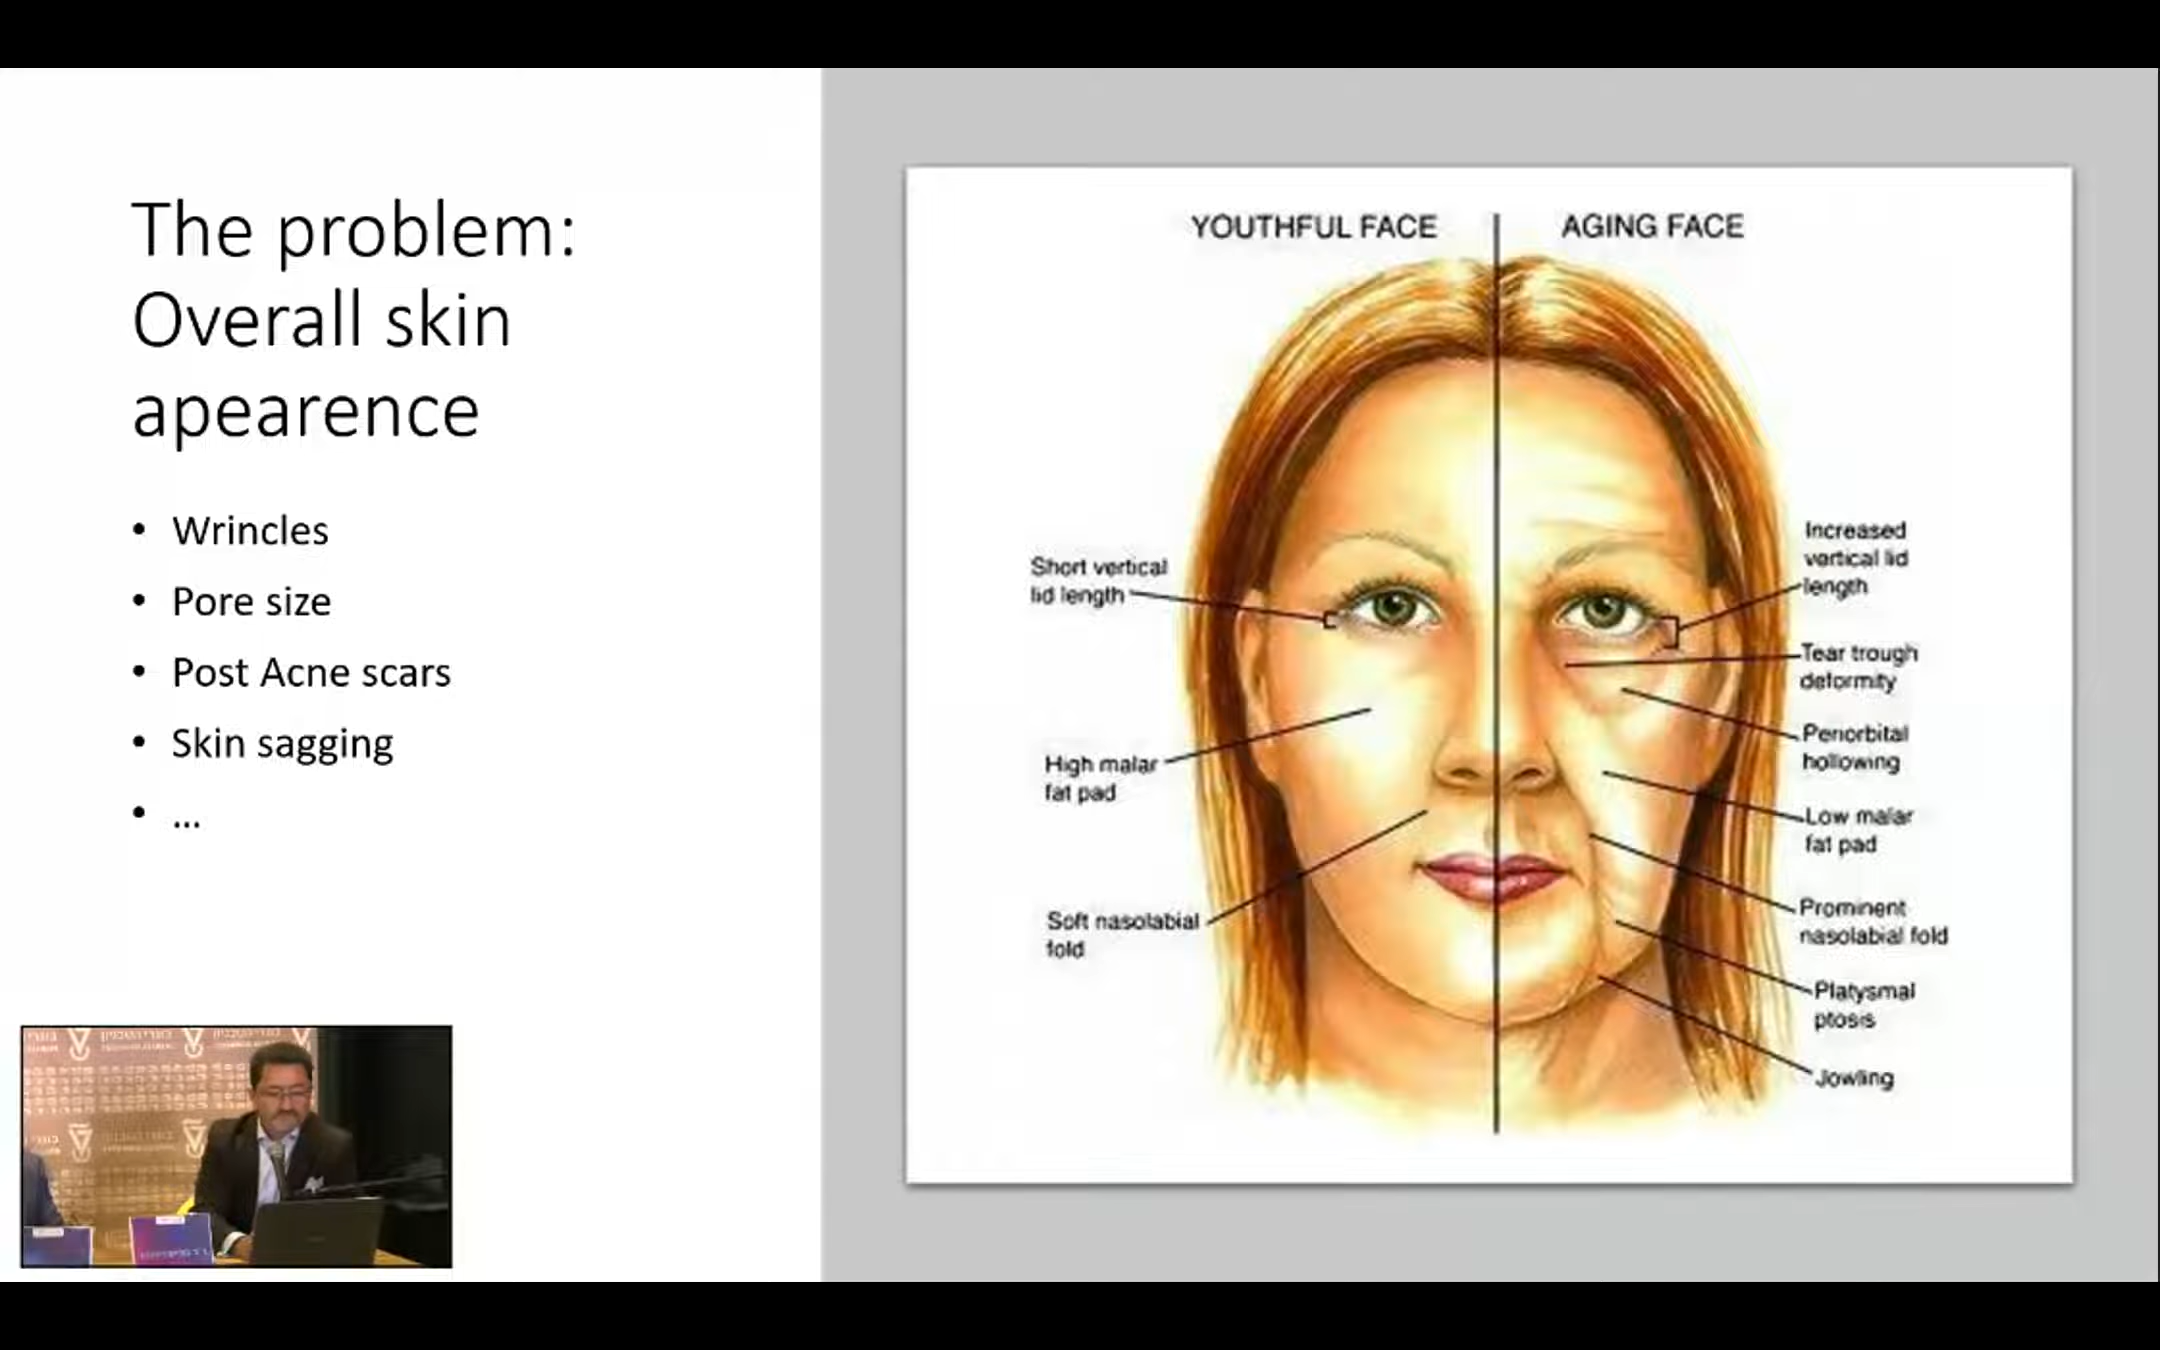 The problem:
Overall skin
apearence
• Wrincles
• Pore size
• Post Acne scars
• Skin sagging
• ...
YOUTHFUL FACE
AGING FACE
Short vertical
lid length
High malar
fat pad
Soft nasolabial
fold
Increased
vertical lid
length
Tear trough
deformity
Periorbital
hollowing
Low malar
fat pad
Prominent
nasolabial fold
Platysmal
ptosis
Jowling